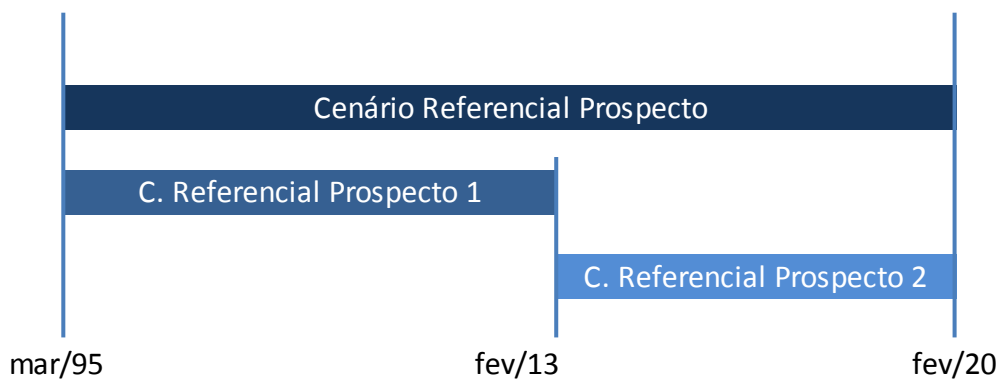 Cenário Referencial Prospecto
C. Referencial Prospecto 1
C. Referencial Prospecto 2
mar/95
fev/13
fev/20